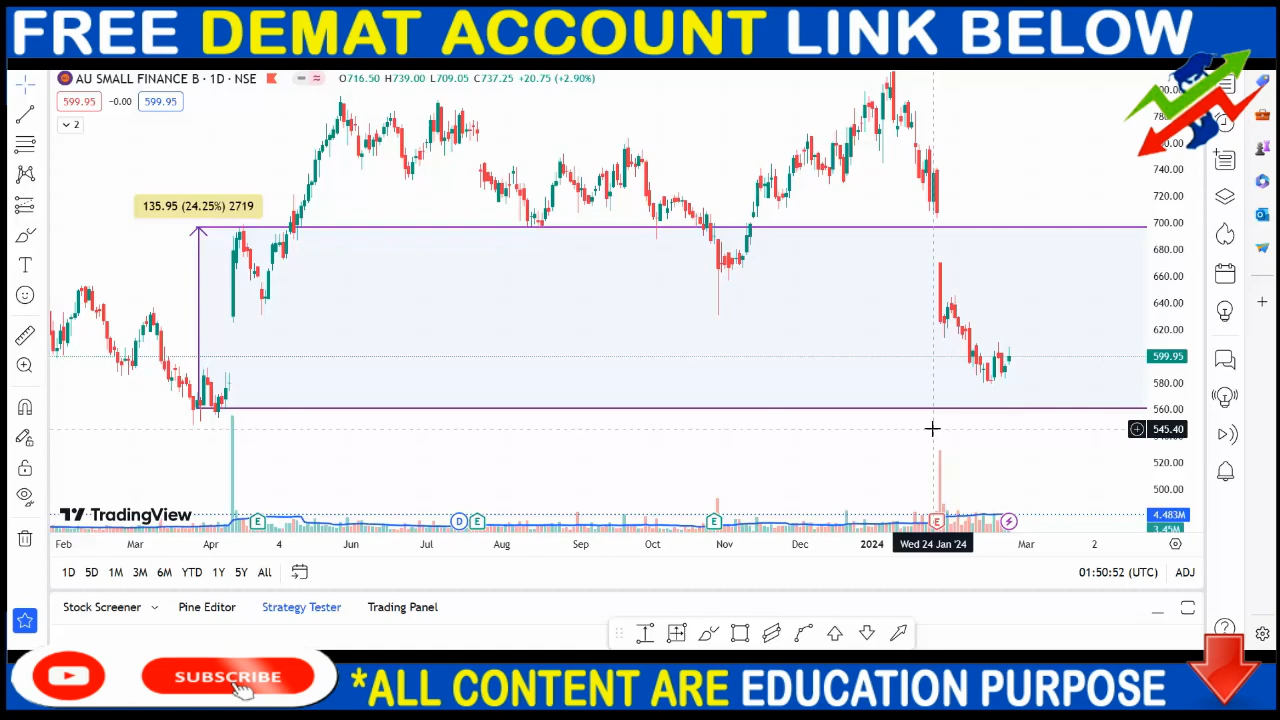 FREE DEMAT ACCOUNT LINK BELOW
AU SMALL FINANCE B · 1D · NSE
O716.50 H739.00 L709.05 C737.25 +20.75 (+2.90%)
599.95 −0.00 599.95
2
135.95 (24.25%) 2719
740.00
720.00
700.00
680.00
660.00
640.00
620.00
599.95
580.00
560.00
545.40
520.00
500.00
4.483M
3.45M
TradingView
E D E E E
Feb Mar Apr 4 Jun Jul Aug Sep Oct Nov Dec 2024 Wed 24 Jan '24 Mar 2
1D 5D 1M 3M 6M YTD 1Y 5Y All
01:50:52 (UTC) ADJ
Stock Screener Pine Editor Strategy Tester Trading Panel
SUBSCRIBE
*ALL CONTENT ARE EDUCATION PURPOSE